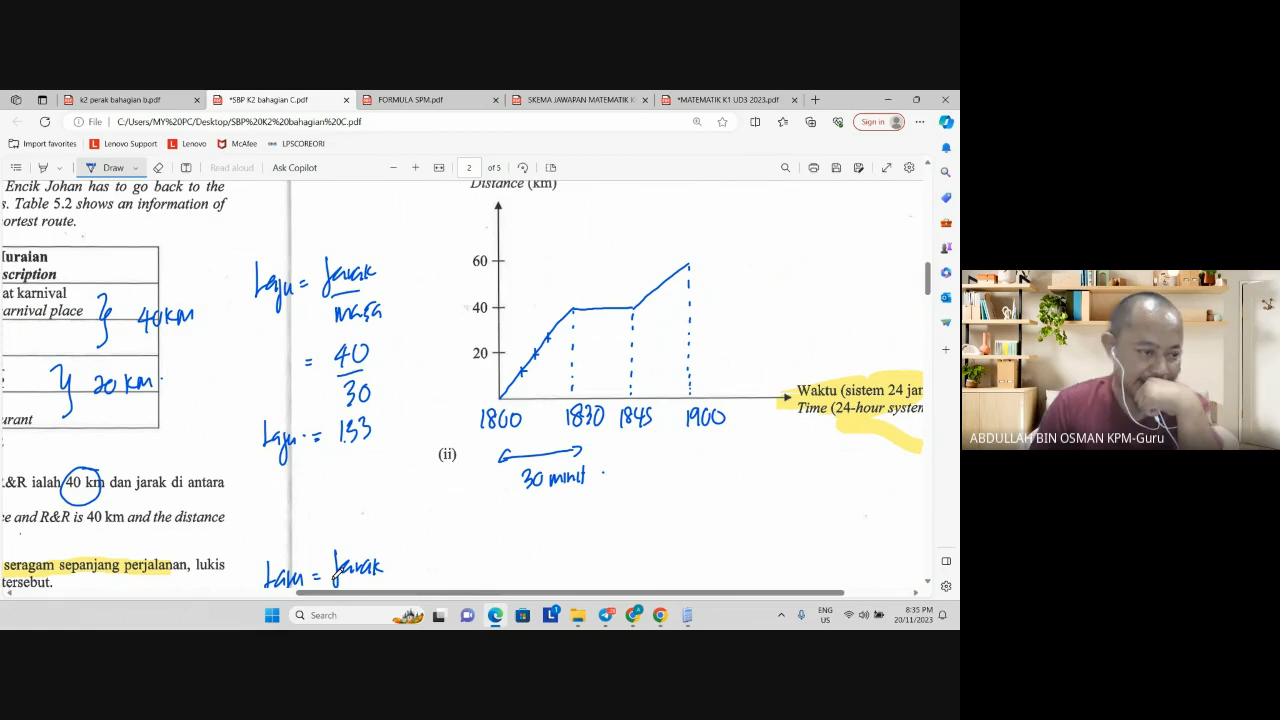 k2 perak bahagian b.pdf
*SBP K2 bahagian C.pdf
FORMULA SPM.pdf
SKEMA JAWAPAN MATEMATIK K
*MATEMATIK K1 UD3 2023.pdf
File
C:/Users/MY%20PC/Desktop/SBP%20K2%20bahagian%20C.pdf
Sign in
Import favorites
Lenovo Support
Lenovo
McAfee
LPSCOREORI
Draw
Read aloud
Ask Copilot
2 of 5
Encik Johan has to go back to the
s. Table 5.2 shows an information of
ortest route.
Huraian
scription
at karnival
arnival place
40 KM
20 KM.
urant
R&R ialah 40 km dan jarak di antara
ce and R&R is 40 km and the distance
seragam sepanjang perjalanan, lukis
tersebut.
Laju = Jarak
masa
= 40
30
Laju = 1.33
Laju = Jarak
Distance (km)
60
40
20
1800 1830 1845 1900
Waktu (sistem 24 jam
Time (24-hour system
(ii)
30 minit
Search
ENG
US
8:35 PM
20/11/2023
ABDULLAH BIN OSMAN KPM-Guru